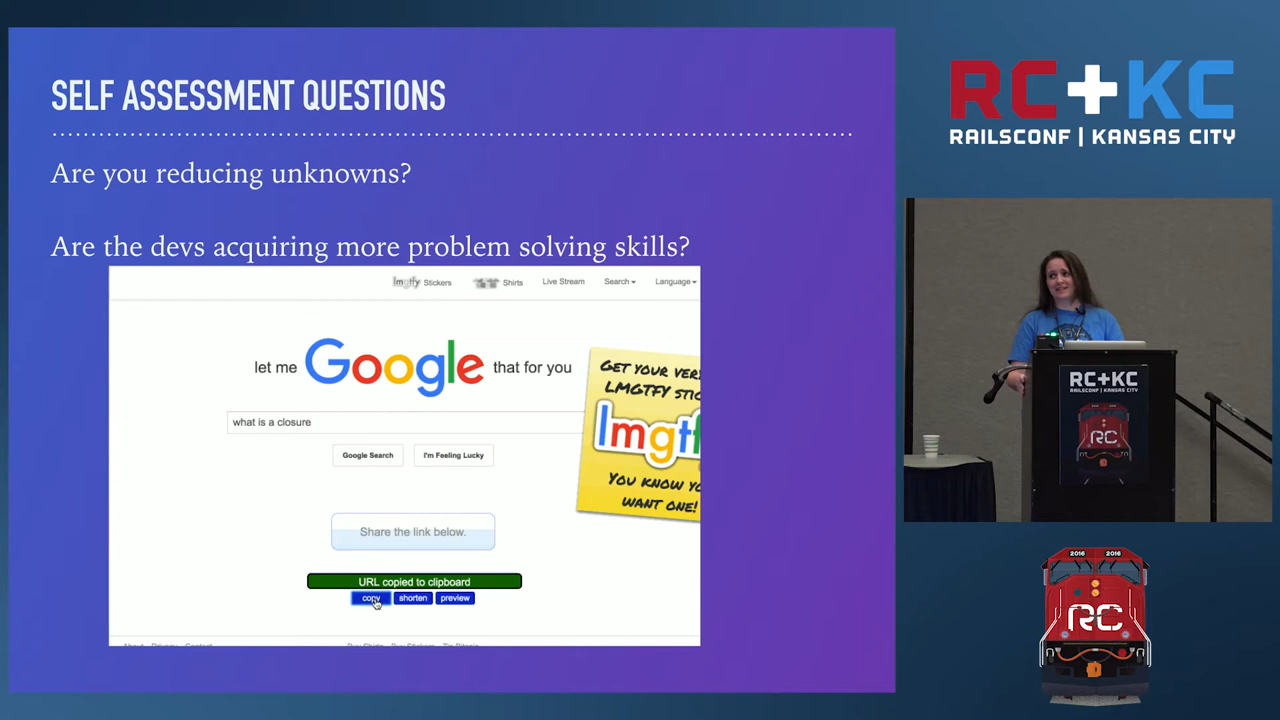 SELF ASSESSMENT QUESTIONS
Are you reducing unknowns?
Are the devs acquiring more problem solving skills?
lmgtfy Stickers Shirts Live Stream Search Language
let me Google that for you
GET YOUR VER
LMGTFY STIC
lmgtf
YOU KNOW YO
WANT ONE!
what is a closure
Google Search I'm Feeling Lucky
Share the link below.
URL copied to clipboard
copy shorten preview
RC+KC
RAILSCONF | KANSAS CITY
RC+KC
RAILSCONF | KANSAS CITY
RC
2016 2016
RC